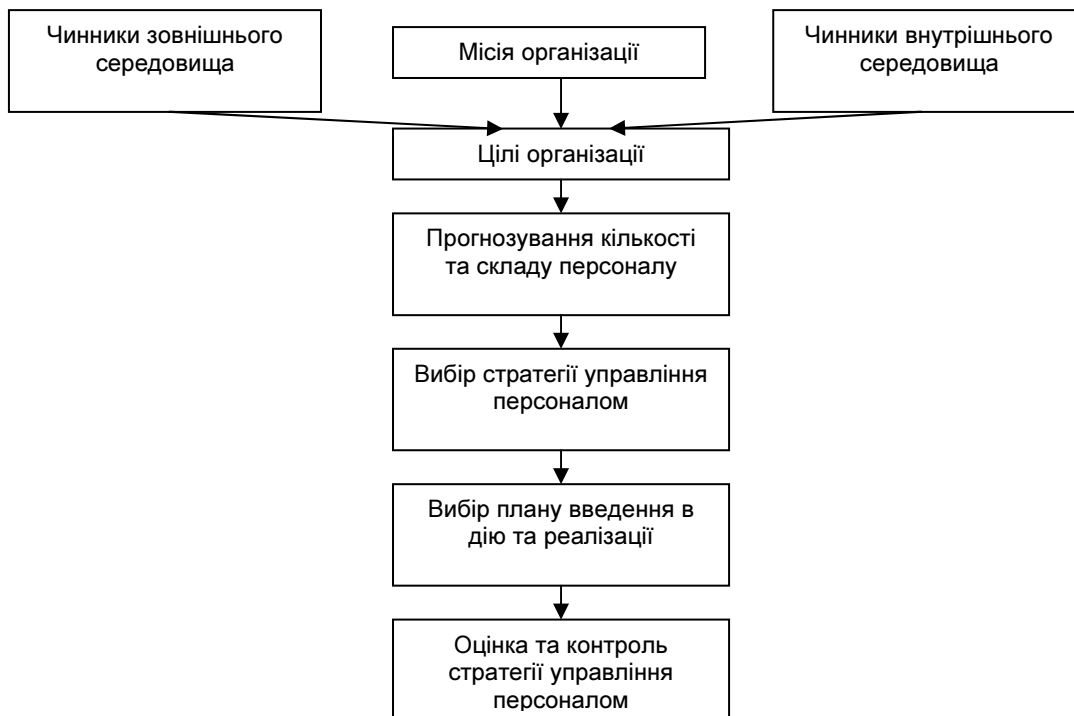 Чинники зовнішнього
середовища
Місія організації
Чинники внутрішнього
середовища
Цілі організації
Прогнозування кількості
та складу персоналу
Вибір стратегії управління
персоналом
Вибір плану введення в
дію та реалізації
Оцінка та контроль
стратегії управління
персоналом